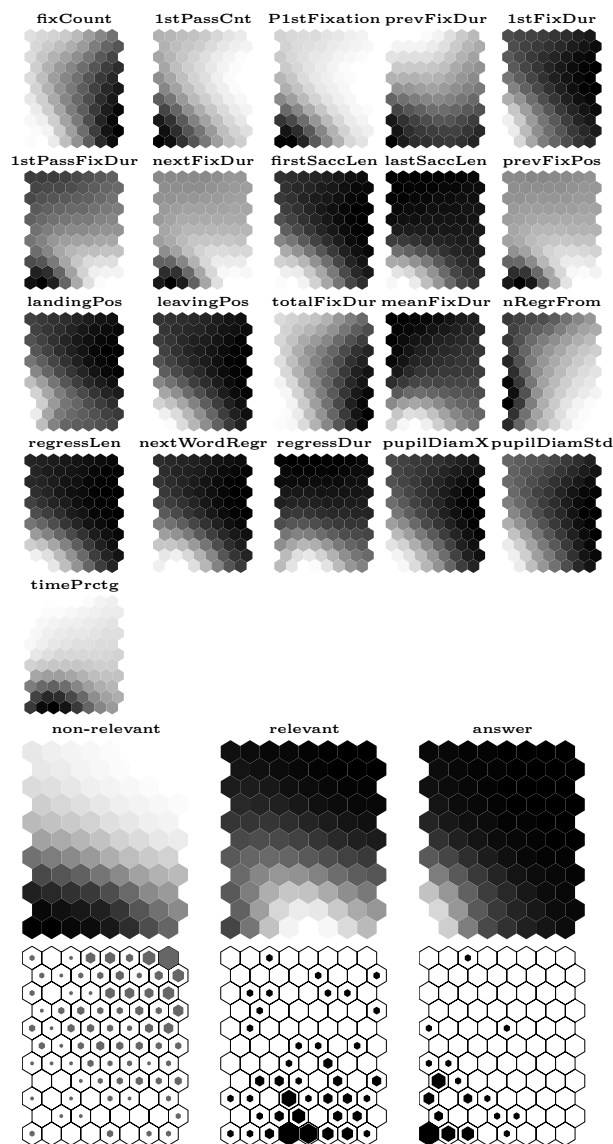 fixCount 1stPassCnt P1stFixation prevFixDur 1stFixDur
1stPassFixDur nextFixDur firstSaccLen lastSaccLen prevFixPos
landingPos leavingPos totalFixDur meanFixDur nRegrFrom
regressLen nextWordRegr regressDur pupilDiamX pupilDiamStd
timePrctg
non-relevant relevant answer